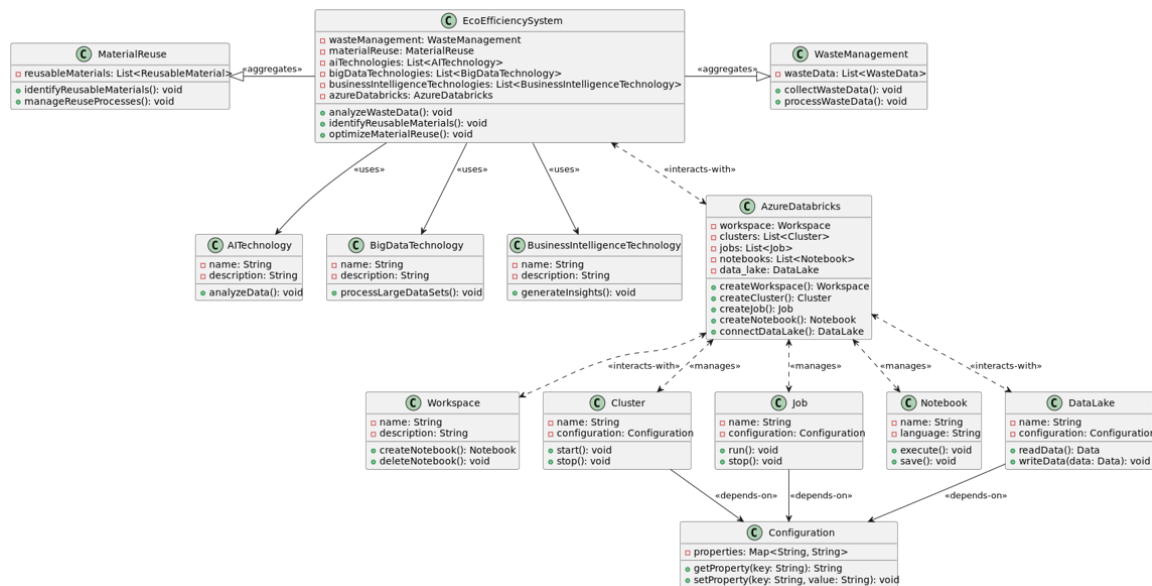 C EcoEfficiencySystem
wasteManagement: WasteManagement
materialReuse: MaterialReuse
aiTechnologies: List<AITechnology>
bigDataTechnologies: List<BigDataTechnology>
businessIntelligenceTechnologies: List<BusinessIntelligenceTechnology>
azureDatabricks: AzureDatabricks
analyzeWasteData(): void
identifyReusableMaterials(): void
optimizeMaterialReuse(): void
C MaterialReuse
reusableMaterials: List<ReusableMaterial>
identifyReusableMaterials(): void
manageReuseProcesses(): void
«aggregates»
«aggregates»
C WasteManagement
wasteData: List<WasteData>
collectWasteData(): void
processWasteData(): void
«uses»
«uses»
«uses»
«interacts-with»
C AITechnology
name: String
description: String
analyzeData(): void
C BigDataTechnology
name: String
description: String
processLargeDataSets(): void
C BusinessIntelligenceTechnology
name: String
description: String
generateInsights(): void
C AzureDatabricks
workspace: Workspace
clusters: List<Cluster>
jobs: List<Job>
notebooks: List<Notebook>
data_lake: DataLake
createWorkspace(): Workspace
createCluster(): Cluster
createJob(): Job
createNotebook(): Notebook
connectDataLake(): DataLake
«interacts-with»
«manages»
«manages»
«manages»
«interacts-with»
C Workspace
name: String
description: String
createNotebook(): Notebook
deleteNotebook(): void
C Cluster
name: String
configuration: Configuration
start(): void
stop(): void
C Job
name: String
configuration: Configuration
run(): void
stop(): void
C Notebook
name: String
language: String
execute(): void
save(): void
C DataLake
name: String
configuration: Configuration
readData(): Data
writeData(data: Data): void
«depends-on»
«depends-on»
«depends-on»
C Configuration
properties: Map<String, String>
getProperty(key: String): String
setProperty(key: String, value: String): void